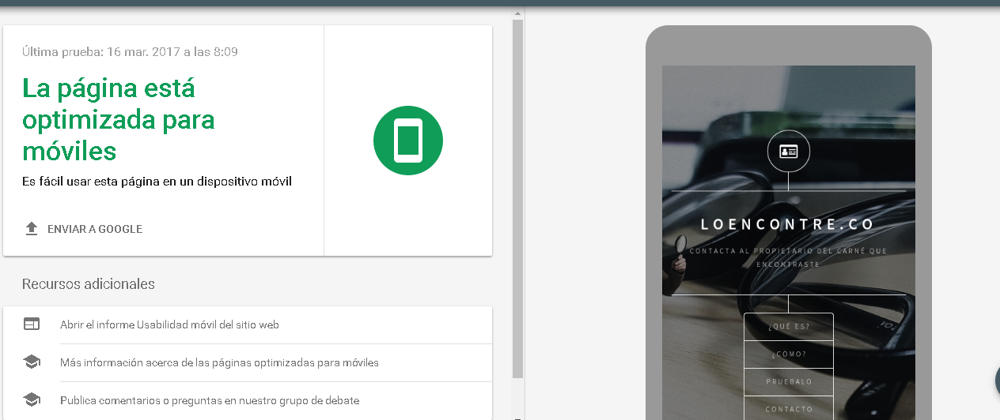 Última prueba: 16 mar. 2017 a las 8:09
La página está
optimizada para
móviles
Es fácil usar esta página en un dispositivo móvil
ENVIAR A GOOGLE
Recursos adicionales
Abrir el informe Usabilidad móvil del sitio web
Más información acerca de las páginas optimizadas para móviles
Publica comentarios o preguntas en nuestro grupo de debate
LOENCONTRE.CO
CONTACTA AL PROPIETARIO DEL CARNÉ QUE
ENCONTRASTE
¿QUÉ ES?
¿CÓMO?
PRUEBALO
CONTACTO